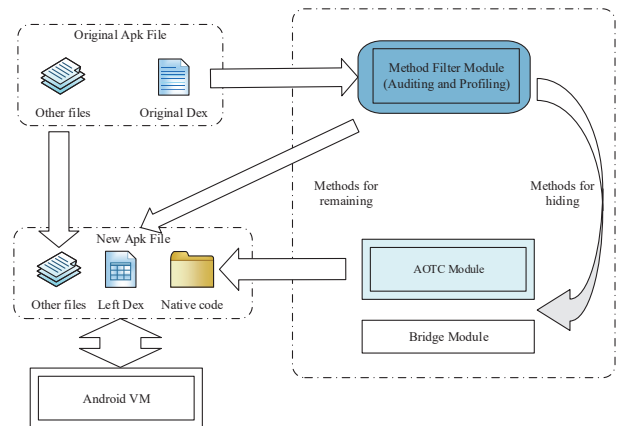 Original Apk File
Other files
Original Dex
Method Filter Module
(Auditing and Profiling)
Methods for
remaining
Methods for
hiding
New Apk File
Other files
Left Dex
Native code
AOTC Module
Bridge Module
Android VM